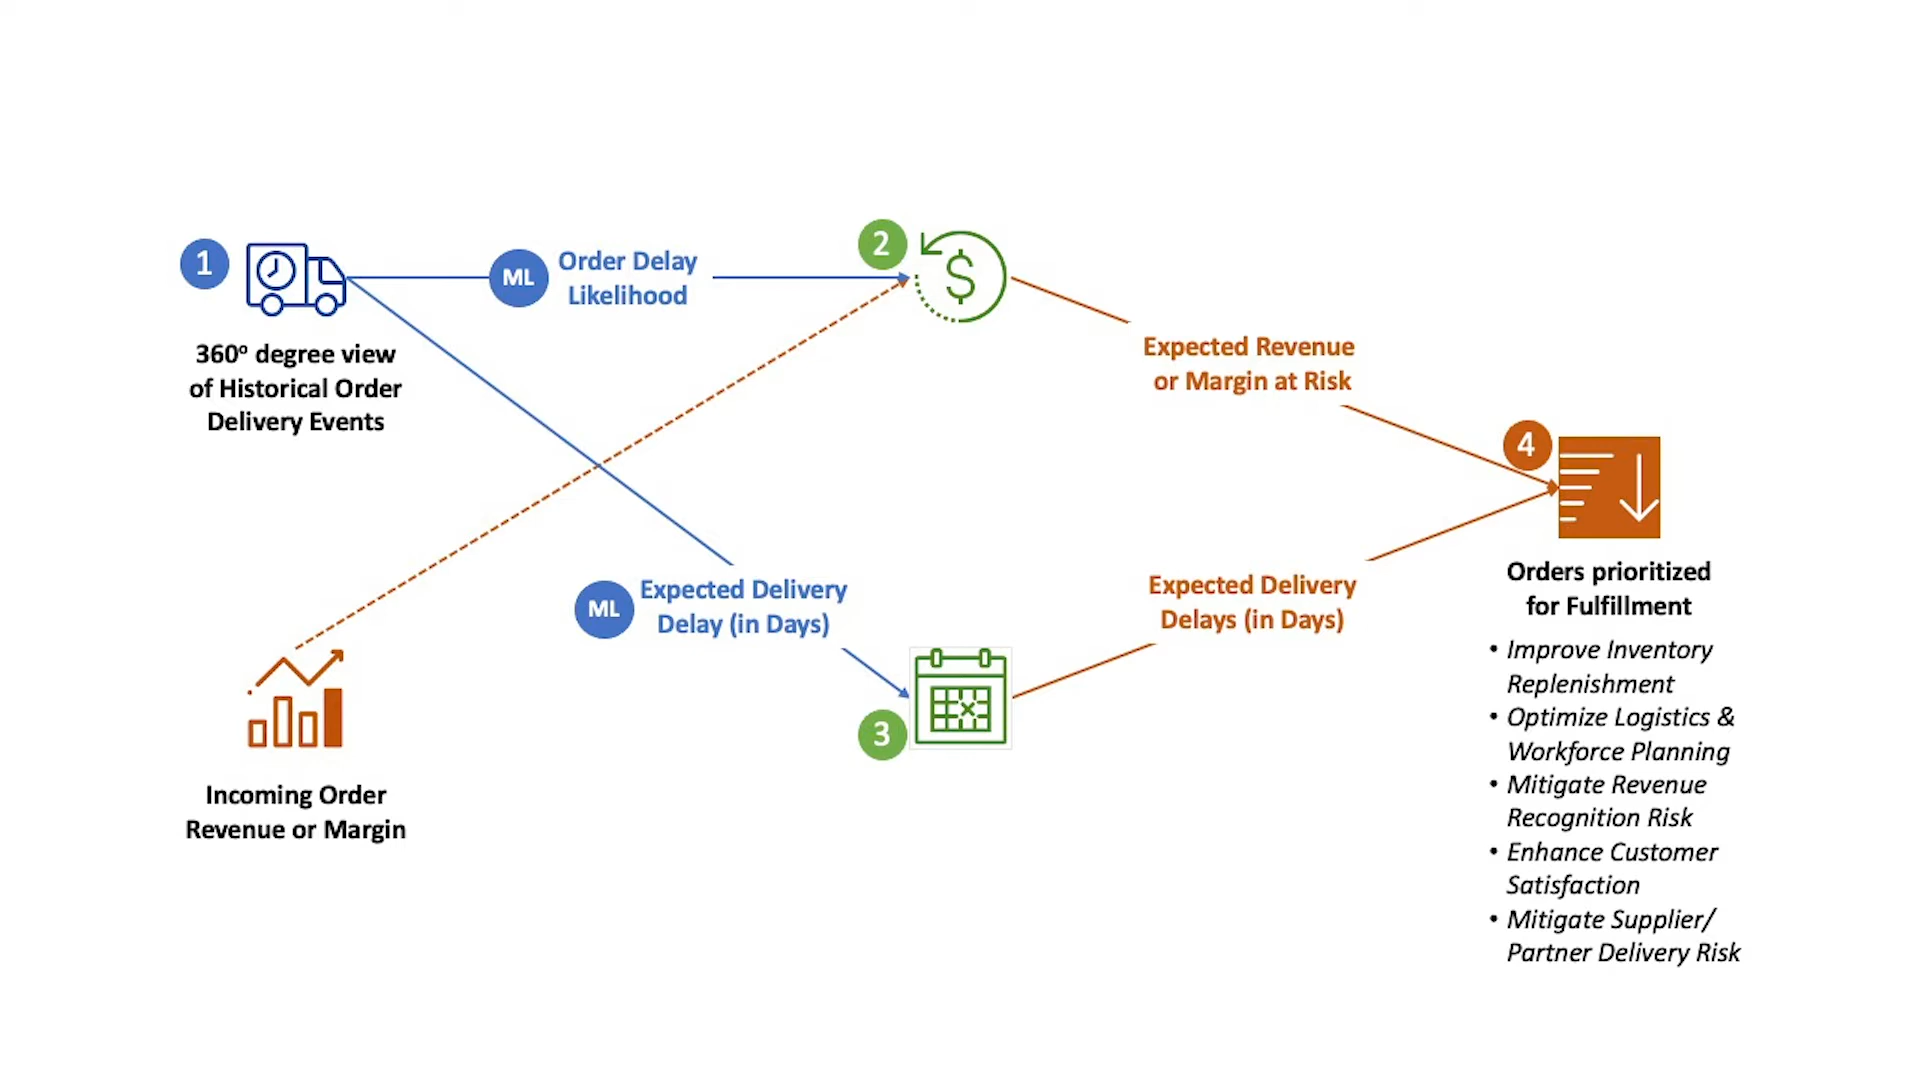 1
360º degree view
of Historical Order
Delivery Events
ML
Order Delay
Likelihood
2
$
Expected Revenue
or Margin at Risk
Incoming Order
Revenue or Margin
ML
Expected Delivery
Delay (in Days)
3
Expected Delivery
Delays (in Days)
4
Orders prioritized
for Fulfillment
• Improve Inventory
Replenishment
• Optimize Logistics &
Workforce Planning
• Mitigate Revenue
Recognition Risk
• Enhance Customer
Satisfaction
• Mitigate Supplier/
Partner Delivery Risk